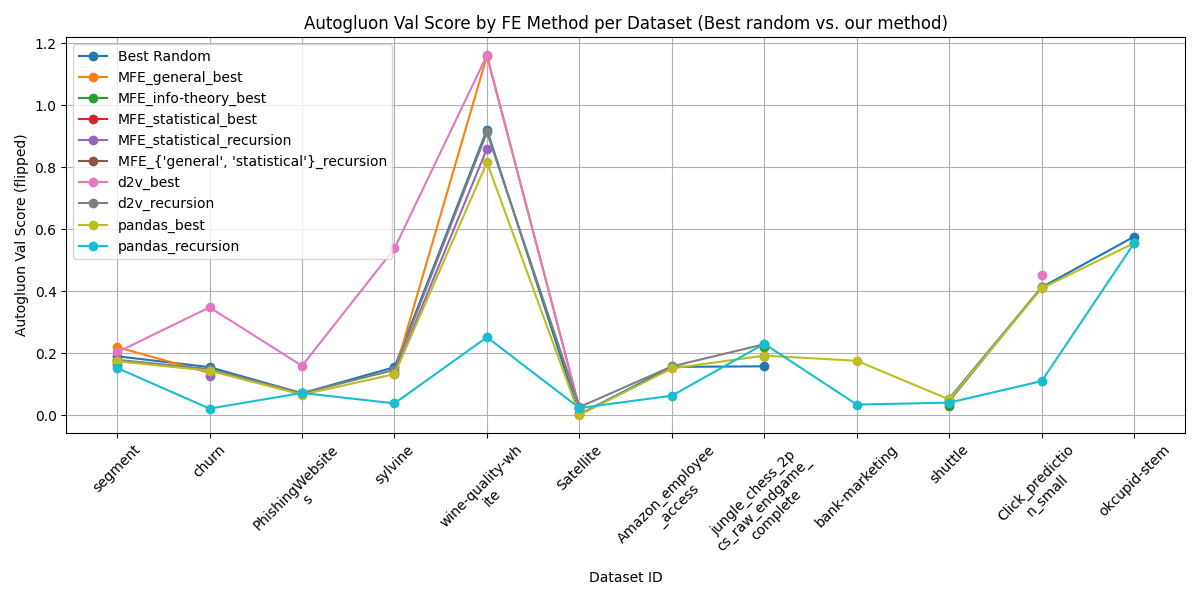 Autogluon Val Score by FE Method per Dataset (Best random vs. our method)
Autogluon Val Score (flipped)
1.2
1.0
0.8
0.6
0.4
0.2
0.0
Best Random
MFE_general_best
MFE_info-theory_best
MFE_statistical_best
MFE_statistical_recursion
MFE_{'general', 'statistical'}_recursion
d2v_best
d2v_recursion
pandas_best
pandas_recursion
segment
churn
PhishingWebsite
s
sylvine
wine-quality-wh
ite
Satellite
Amazon_employee
_access
jungle_chess_2p
cs_raw_endgame_
complete
bank-marketing
shuttle
Click_predictio
n_small
okcupid-stem
Dataset ID